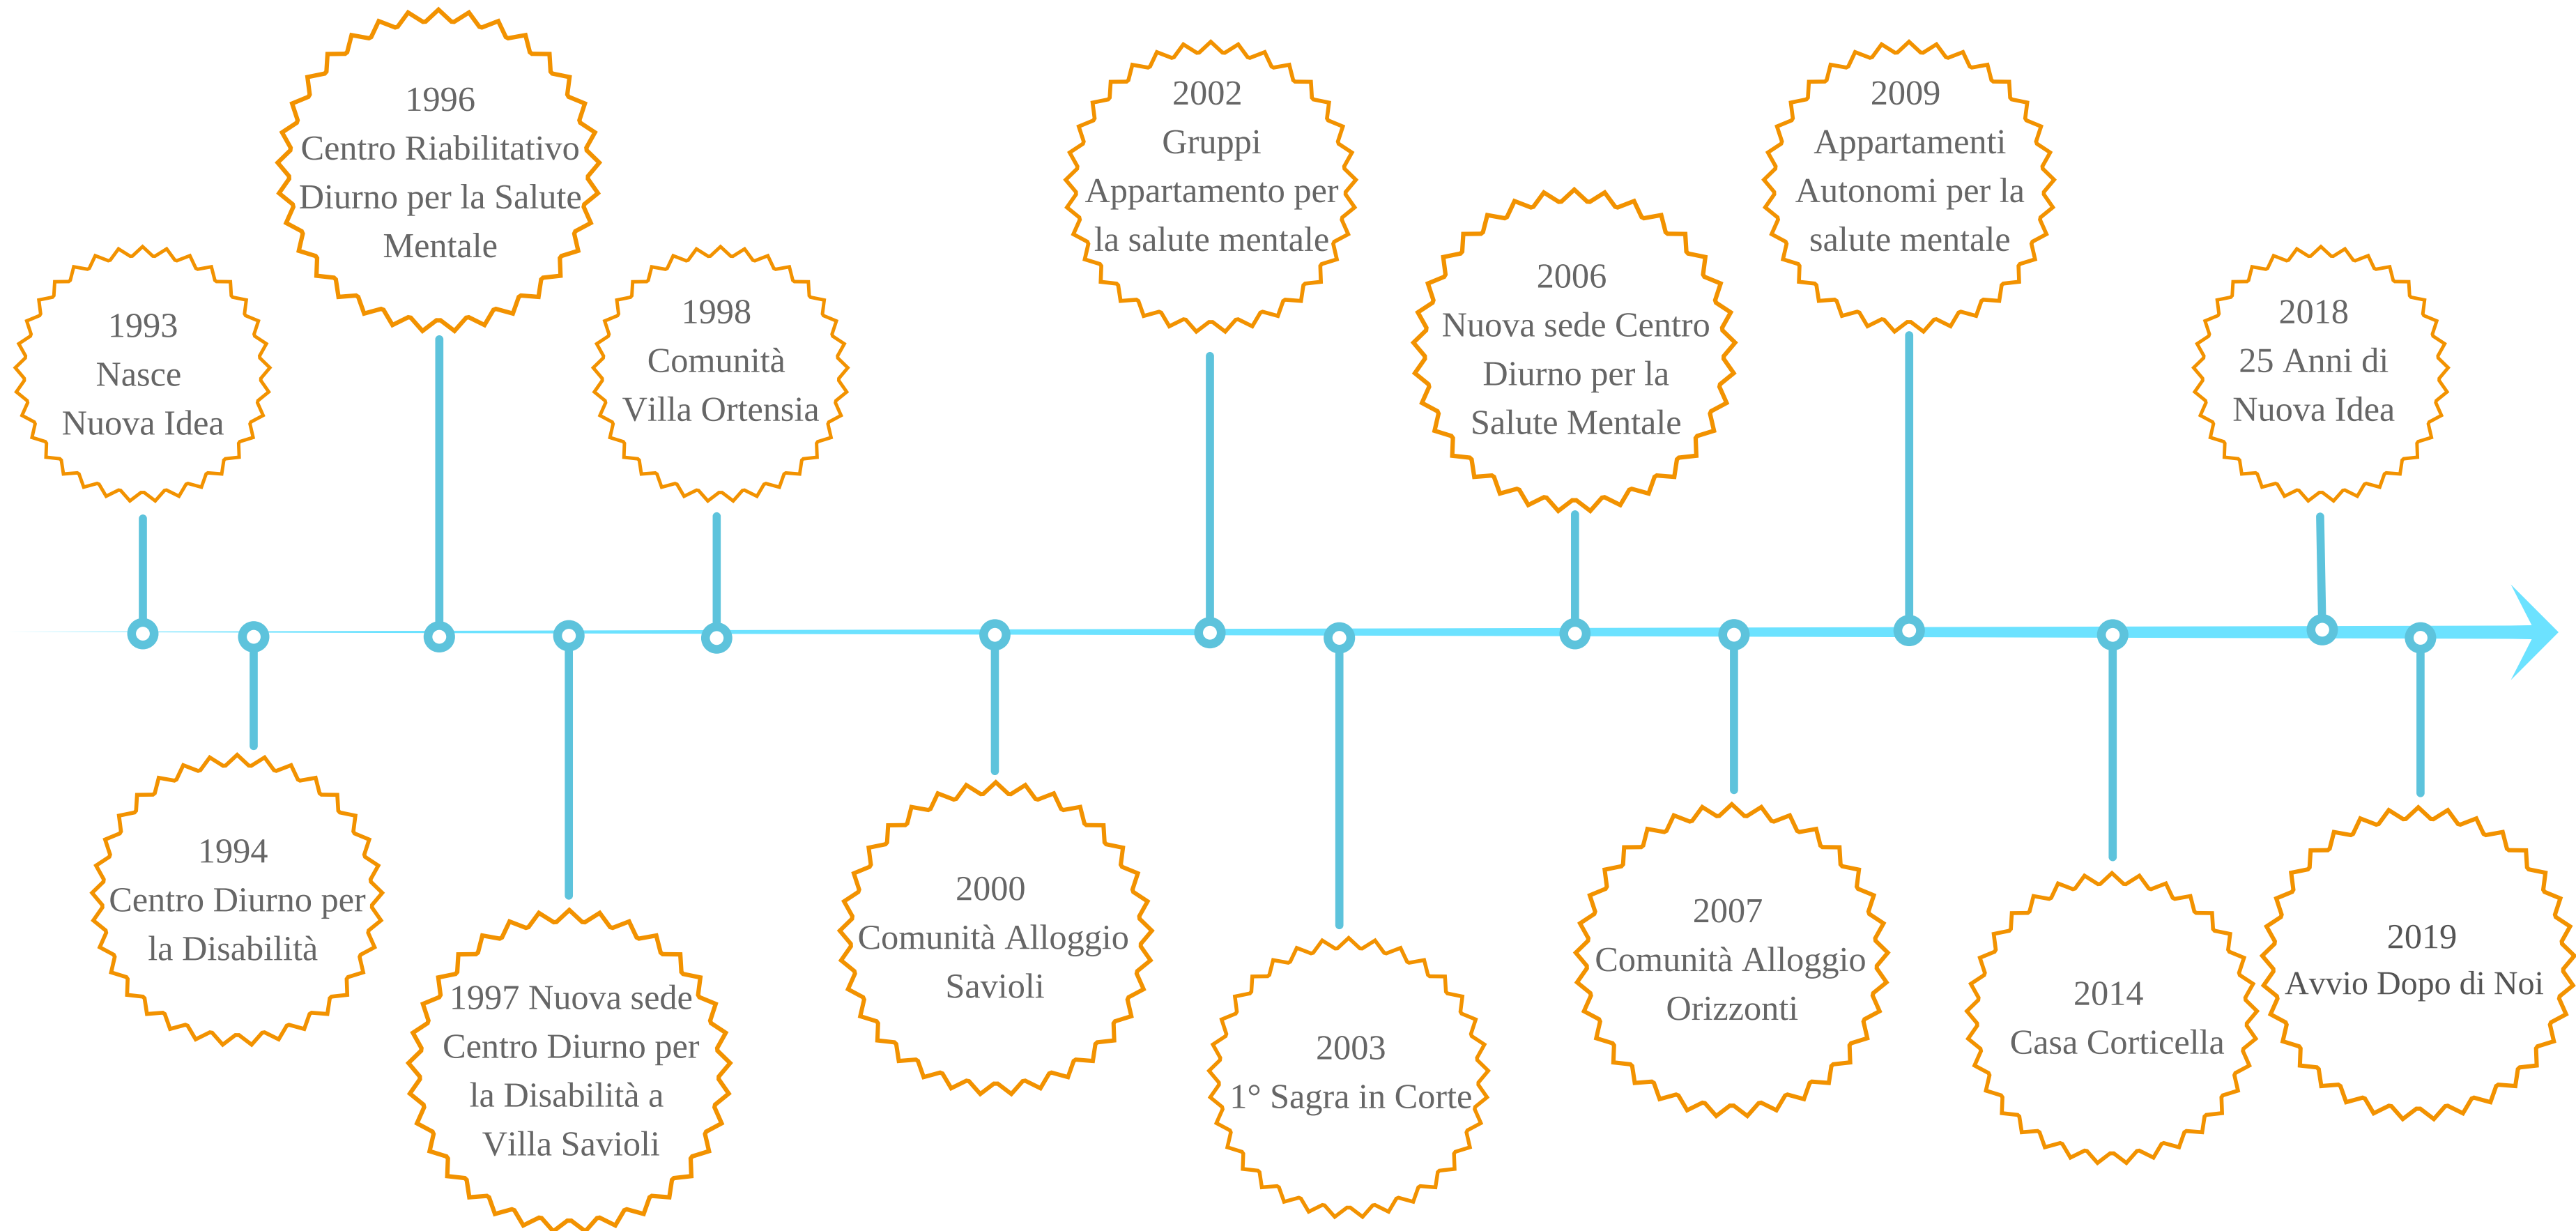 1993
Nasce
Nuova Idea
1994
Centro Diurno per
la Disabilità
1996
Centro Riabilitativo
Diurno per la Salute
Mentale
1997 Nuova sede
Centro Diurno per
la Disabilità a
Villa Savioli
1998
Comunità
Villa Ortensia
2000
Comunità Alloggio
Savioli
2002
Gruppi
Appartamento per
la salute mentale
2003
1° Sagra in Corte
2006
Nuova sede Centro
Diurno per la
Salute Mentale
2007
Comunità Alloggio
Orizzonti
2009
Appartamenti
Autonomi per la
salute mentale
2014
Casa Corticella
2018
25 Anni di
Nuova Idea
2019
Avvio Dopo di Noi